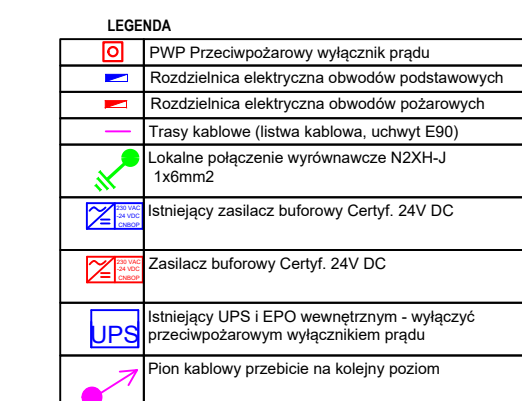 LEGENDA
PWP Przeciwpożarowy wyłącznik prądu
Rozdzielnica elektryczna obwodów podstawowych
Rozdzielnica elektryczna obwodów pożarowych
Trasy kablowe (listwa kablowa, uchwyt E90)
Lokalne połączenie wyrównawcze N2XH-J
1x6mm2
230 VAC
-24 VDC
CNBOP
Istniejący zasilacz buforowy Certyf. 24V DC
230 VAC
-24 VDC
CNBOP
Zasilacz buforowy Certyf. 24V DC
UPS
Istniejący UPS i EPO wewnętrznym - wyłączyć
przeciwpożarowym wyłącznikiem prądu
Pion kablowy przebicie na kolejny poziom